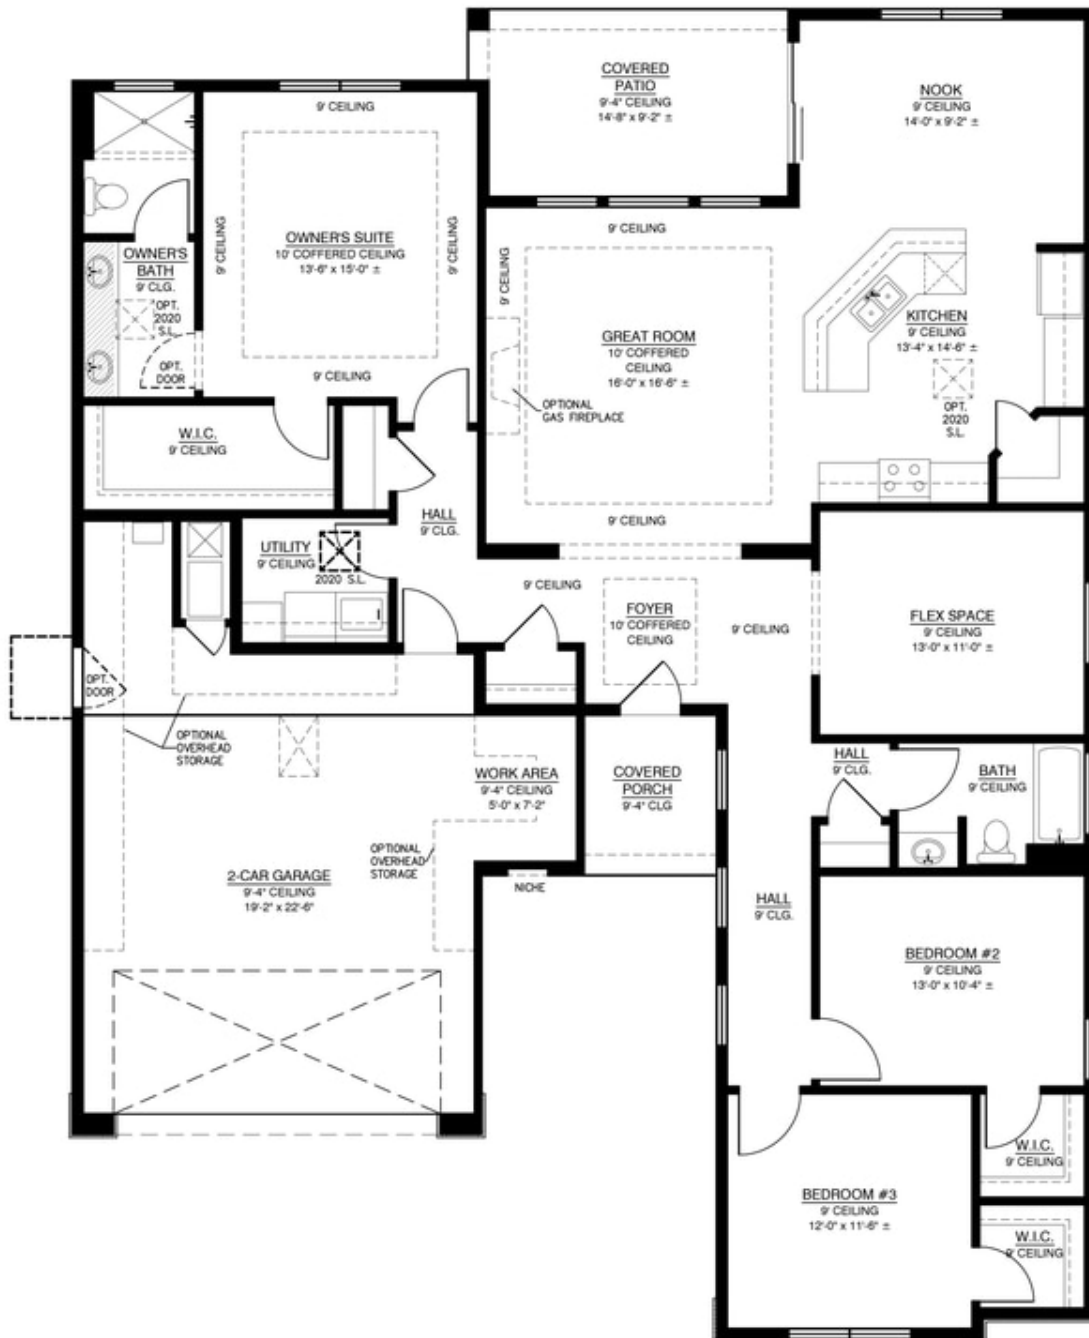 COVERED
PATIO
9'-4" CEILING
14'-8" x 9'-2" ±
NOOK
9' CEILING
14'-0" x 9'-2" ±
9' CEILING
OWNER'S SUITE
10' COFFERED CEILING
13'-6" x 15'-0" ±
9' CEILING
9' CEILING
9' CEILING
OWNER'S
BATH
9' CLG.
OPT.
2020
S.L.
OPT.
DOOR
9' CEILING
9' CEILING
GREAT ROOM
10' COFFERED
CEILING
16'-0" x 16'-6" ±
OPTIONAL
GAS FIREPLACE
9' CEILING
KITCHEN
9' CEILING
13'-4" x 14'-6" ±
OPT.
2020
S.L.
W.I.C.
9' CEILING
HALL
9' CLG.
UTILITY
9' CEILING
2020 S.L.
9' CEILING
FOYER
10' COFFERED
CEILING
9' CEILING
FLEX SPACE
9' CEILING
13'-0" x 11'-0" ±
OPT.
DOOR
OPTIONAL
OVERHEAD
STORAGE
WORK AREA
9'-4" CEILING
5'-0" x 7'-2"
COVERED
PORCH
9'-4" CLG
HALL
9' CLG.
BATH
9' CEILING
OPTIONAL
OVERHEAD
STORAGE
2-CAR GARAGE
9'-4" CEILING
19'-2" x 22'-6"
NICHE
HALL
9' CLG.
BEDROOM #2
9' CEILING
13'-0" x 10'-4" ±
W.I.C.
9' CEILING
BEDROOM #3
9' CEILING
12'-0" x 11'-6" ±
W.I.C.
9' CEILING